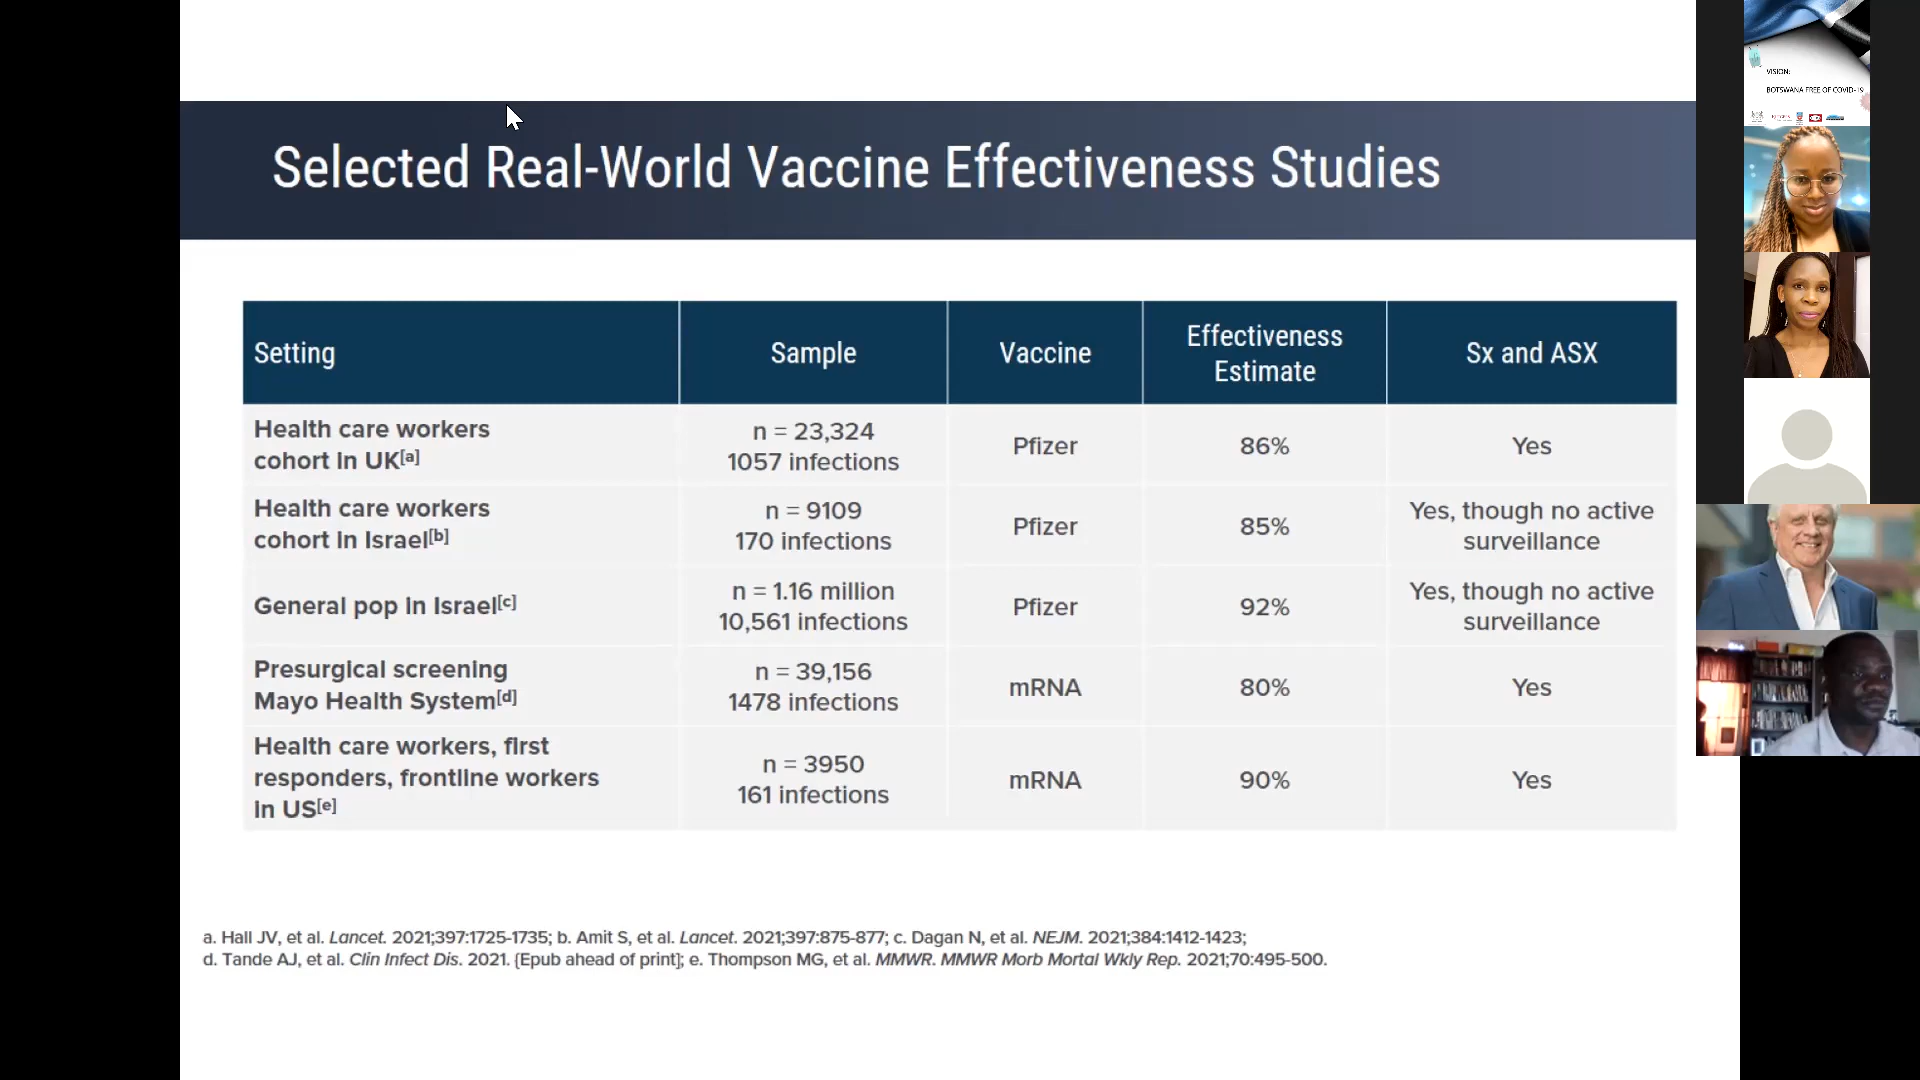 Selected Real-World Vaccine Effectiveness Studies
Setting
Sample
Vaccine
Effectiveness
Estimate
Sx and ASX
Health care workers
cohort in UK[a]
n = 23,324
1057 infections
Pfizer
86%
Yes
Health care workers
cohort in Israel[b]
n = 9109
170 infections
Pfizer
85%
Yes, though no active
surveillance
General pop in Israel[c]
n = 1.16 million
10,561 infections
Pfizer
92%
Yes, though no active
surveillance
Presurgical screening
Mayo Health System[d]
n = 39,156
1478 infections
mRNA
80%
Yes
Health care workers, first
responders, frontline workers
in US[e]
n = 3950
161 infections
mRNA
90%
Yes
a. Hall JV, et al. Lancet. 2021;397:1725-1735; b. Amit S, et al. Lancet. 2021;397:875-877; c. Dagan N, et al. NEJM. 2021;384:1412-1423;
d. Tande AJ, et al. Clin Infect Dis. 2021. [Epub ahead of print]; e. Thompson MG, et al. MMWR. MMWR Morb Mortal Wkly Rep. 2021;70:495-500.
VISION:
BOTSWANA FREE OF COVID-19